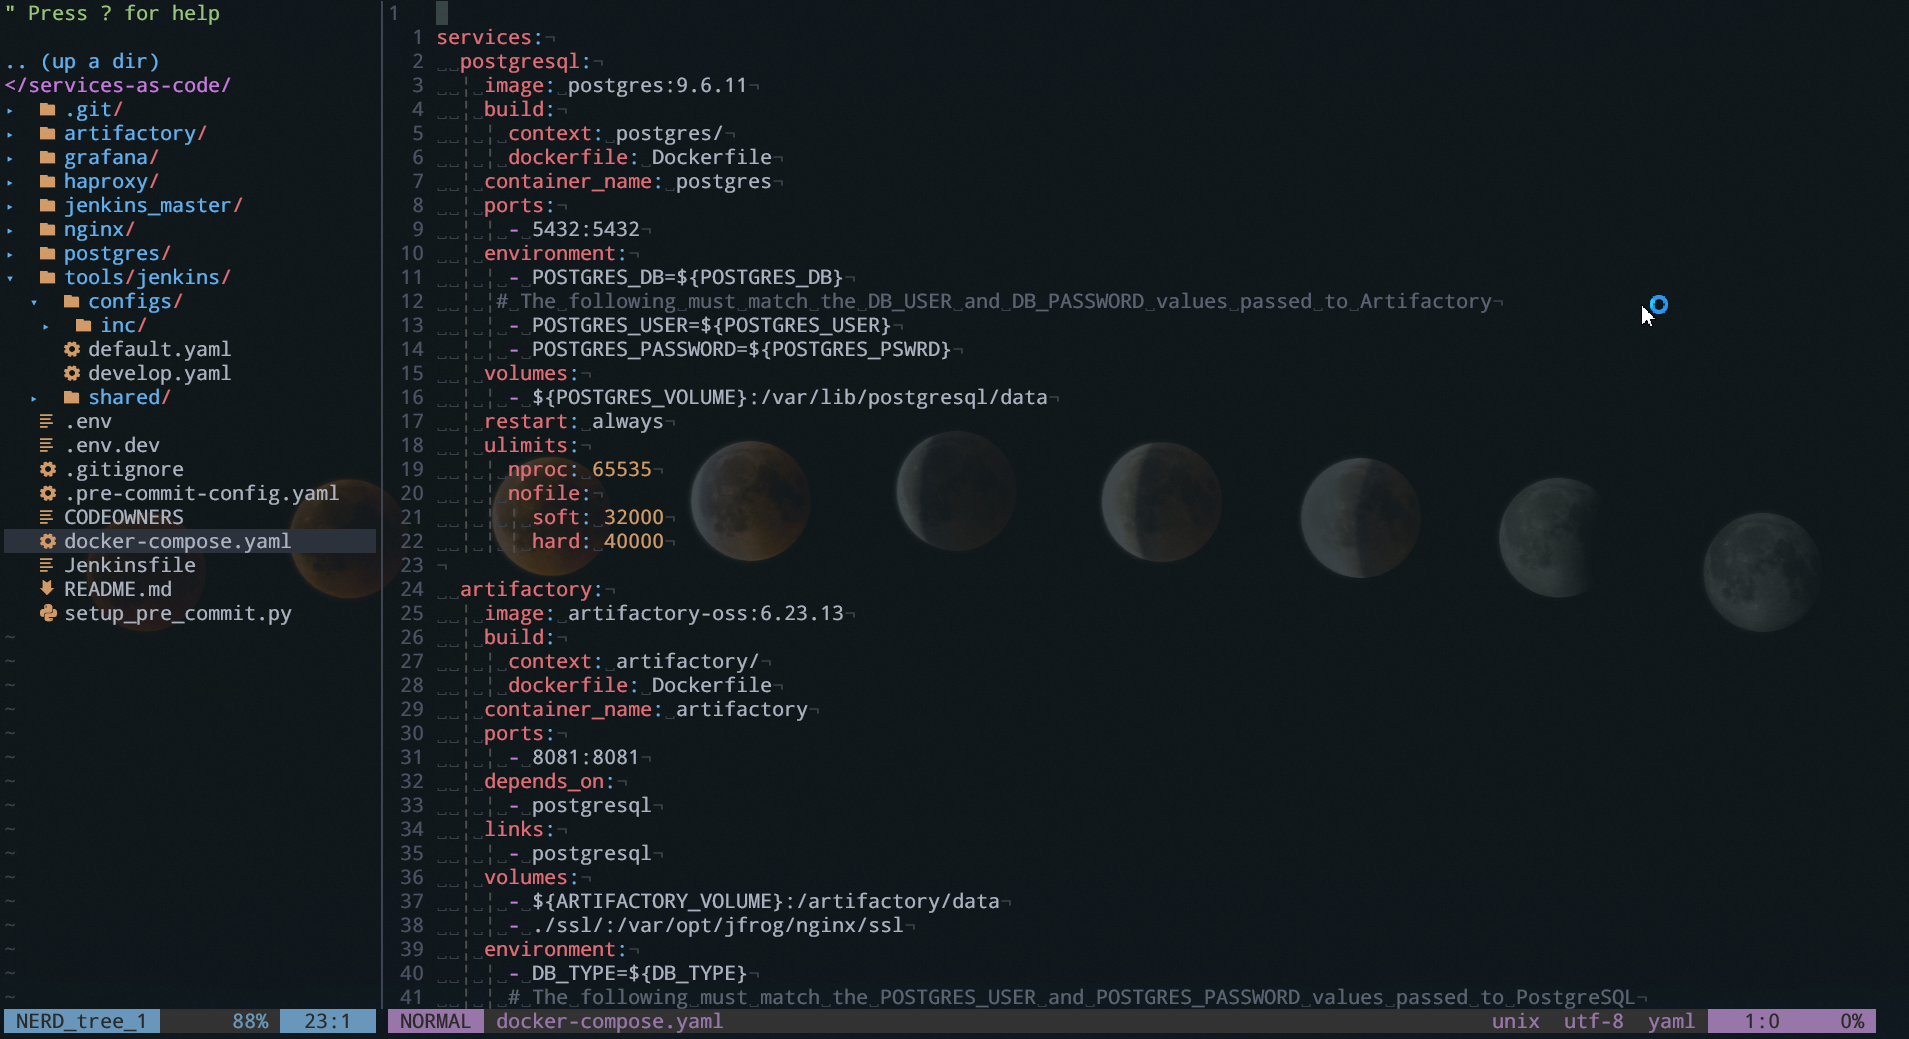 " Press ? for help
.. (up a dir)
</services-as-code/
▸ .git/
▸ artifactory/
▸ grafana/
▸ haproxy/
▸ jenkins_master/
▸ nginx/
▸ postgres/
▾ tools/jenkins/
▾ configs/
▸ inc/
default.yaml
develop.yaml
▸ shared/
.env
.env.dev
.gitignore
.pre-commit-config.yaml
CODEOWNERS
docker-compose.yaml
Jenkinsfile
README.md
setup_pre_commit.py
NERD_tree_1 88% 23:1
1
1 services:¬
2 postgresql:¬
3 image: postgres:9.6.11¬
4 build:¬
5 context: postgres/¬
6 dockerfile: Dockerfile¬
7 container_name: postgres¬
8 ports:¬
9 - 5432:5432¬
10 environment:¬
11 - POSTGRES_DB=${POSTGRES_DB}¬
12 # The following must match the DB_USER and DB_PASSWORD values passed to Artifactory¬
13 - POSTGRES_USER=${POSTGRES_USER}¬
14 - POSTGRES_PASSWORD=${POSTGRES_PSWRD}¬
15 volumes:¬
16 - ${POSTGRES_VOLUME}:/var/lib/postgresql/data¬
17 restart: always¬
18 ulimits:¬
19 nproc: 65535¬
20 nofile:¬
21 soft: 32000¬
22 hard: 40000¬
23 ¬
24 artifactory:¬
25 image: artifactory-oss:6.23.13¬
26 build:¬
27 context: artifactory/¬
28 dockerfile: Dockerfile¬
29 container_name: artifactory¬
30 ports:¬
31 - 8081:8081¬
32 depends_on:¬
33 - postgresql¬
34 links:¬
35 - postgresql¬
36 volumes:¬
37 - ${ARTIFACTORY_VOLUME}:/artifactory/data¬
38 - ./ssl/:/var/opt/jfrog/nginx/ssl¬
39 environment:¬
40 - DB_TYPE=${DB_TYPE}¬
41 # The following must match the POSTGRES_USER and POSTGRES_PASSWORD values passed to PostgreSQL¬
NORMAL docker-compose.yaml unix utf-8 yaml 1:0 0%